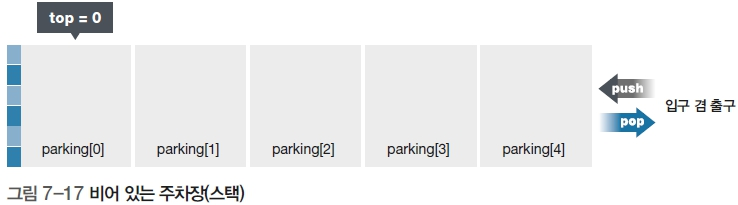 top = 0
push
입구 겸 출구
pop
parking[0] parking[1] parking[2] parking[3] parking[4]
그림 7-17 비어 있는 주차장(스택)